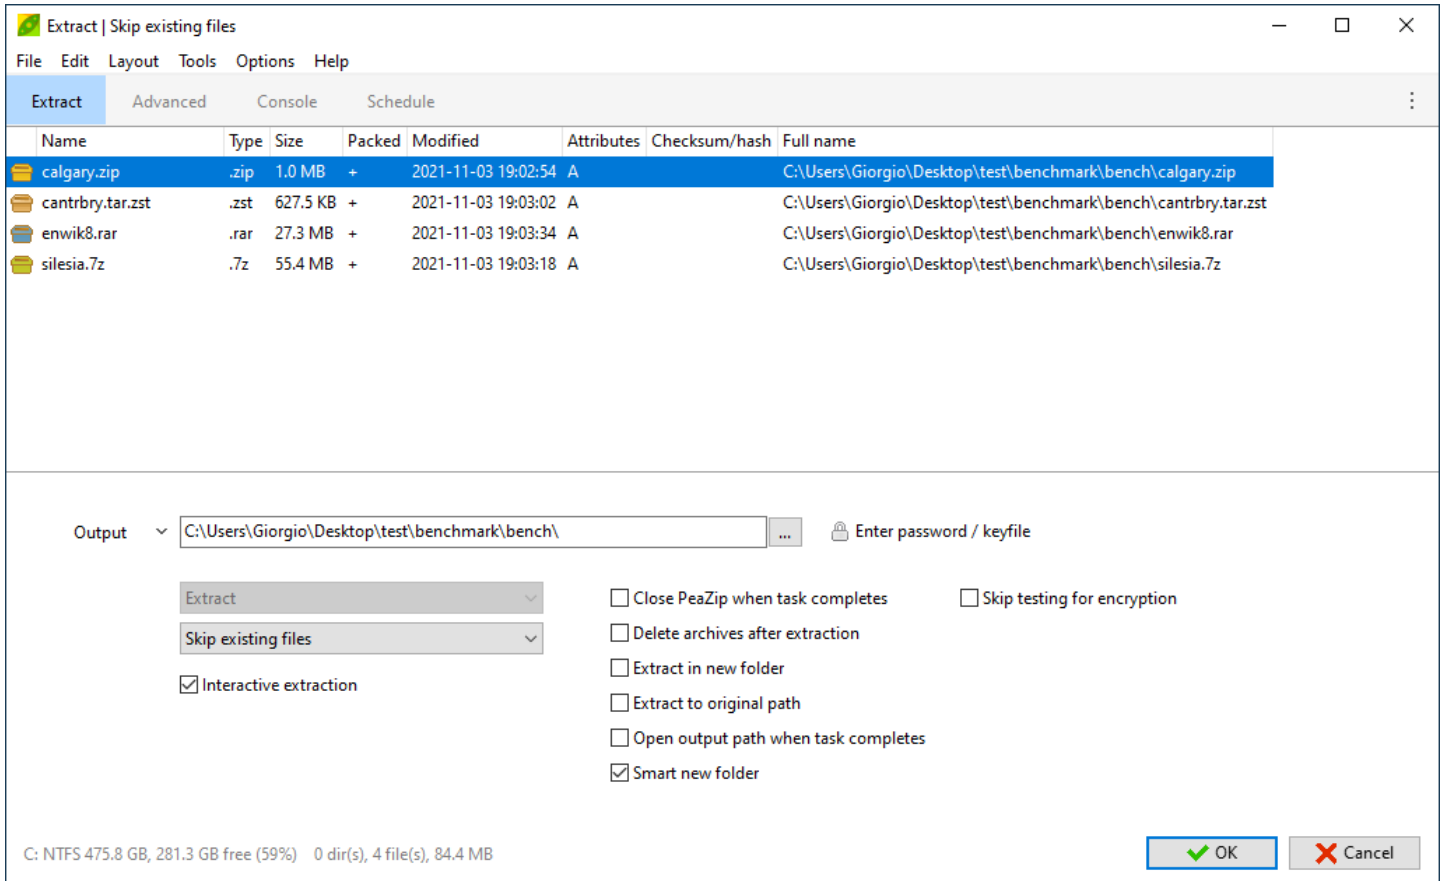 Extract | Skip existing files
File Edit Layout Tools Options Help
Extract Advanced Console Schedule
Name Type Size Packed Modified Attributes Checksum/hash Full name
calgary.zip .zip 1.0 MB + 2021-11-03 19:02:54 A C:\Users\Giorgio\Desktop\test\benchmark\bench\calgary.zip
cantrbry.tar.zst .zst 627.5 KB + 2021-11-03 19:03:02 A C:\Users\Giorgio\Desktop\test\benchmark\bench\cantrbry.tar.zst
enwik8.rar .rar 27.3 MB + 2021-11-03 19:03:34 A C:\Users\Giorgio\Desktop\test\benchmark\bench\enwik8.rar
silesia.7z .7z 55.4 MB + 2021-11-03 19:03:18 A C:\Users\Giorgio\Desktop\test\benchmark\bench\silesia.7z
Output C:\Users\Giorgio\Desktop\test\benchmark\bench\ ... Enter password / keyfile
Extract Close PeaZip when task completes Skip testing for encryption
Skip existing files Delete archives after extraction
Extract in new folder
Interactive extraction Extract to original path
Open output path when task completes
Smart new folder
C: NTFS 475.8 GB, 281.3 GB free (59%) 0 dir(s), 4 file(s), 84.4 MB OK Cancel